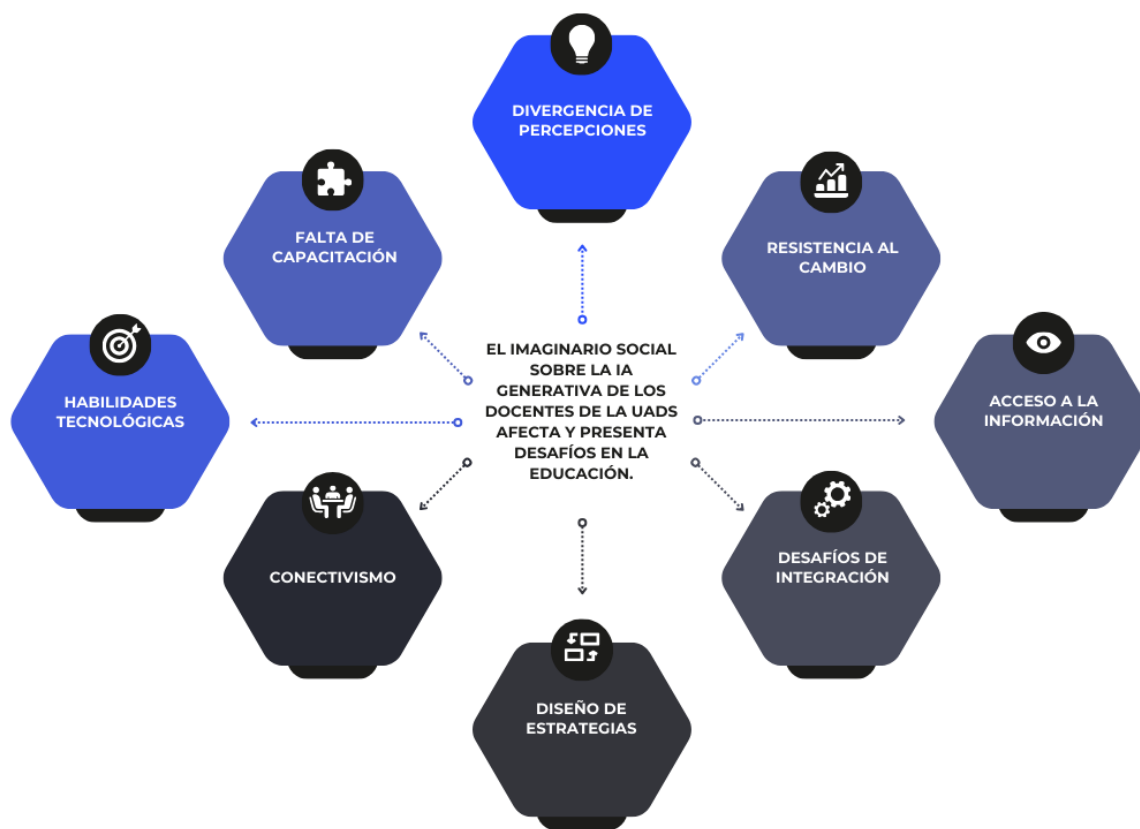 DIVERGENCIA DE
PERCEPCIONES
FALTA DE
CAPACITACIÓN
RESISTENCIA AL
CAMBIO
HABILIDADES
TECNOLÓGICAS
EL IMAGINARIO SOCIAL
SOBRE LA IA
GENERATIVA DE LOS
DOCENTES DE LA UADS
AFECTA Y PRESENTA
DESAFÍOS EN LA
EDUCACIÓN.
ACCESO A LA
INFORMACIÓN
CONECTIVISMO
DESAFÍOS DE
INTEGRACIÓN
DISEÑO DE
ESTRATEGIAS